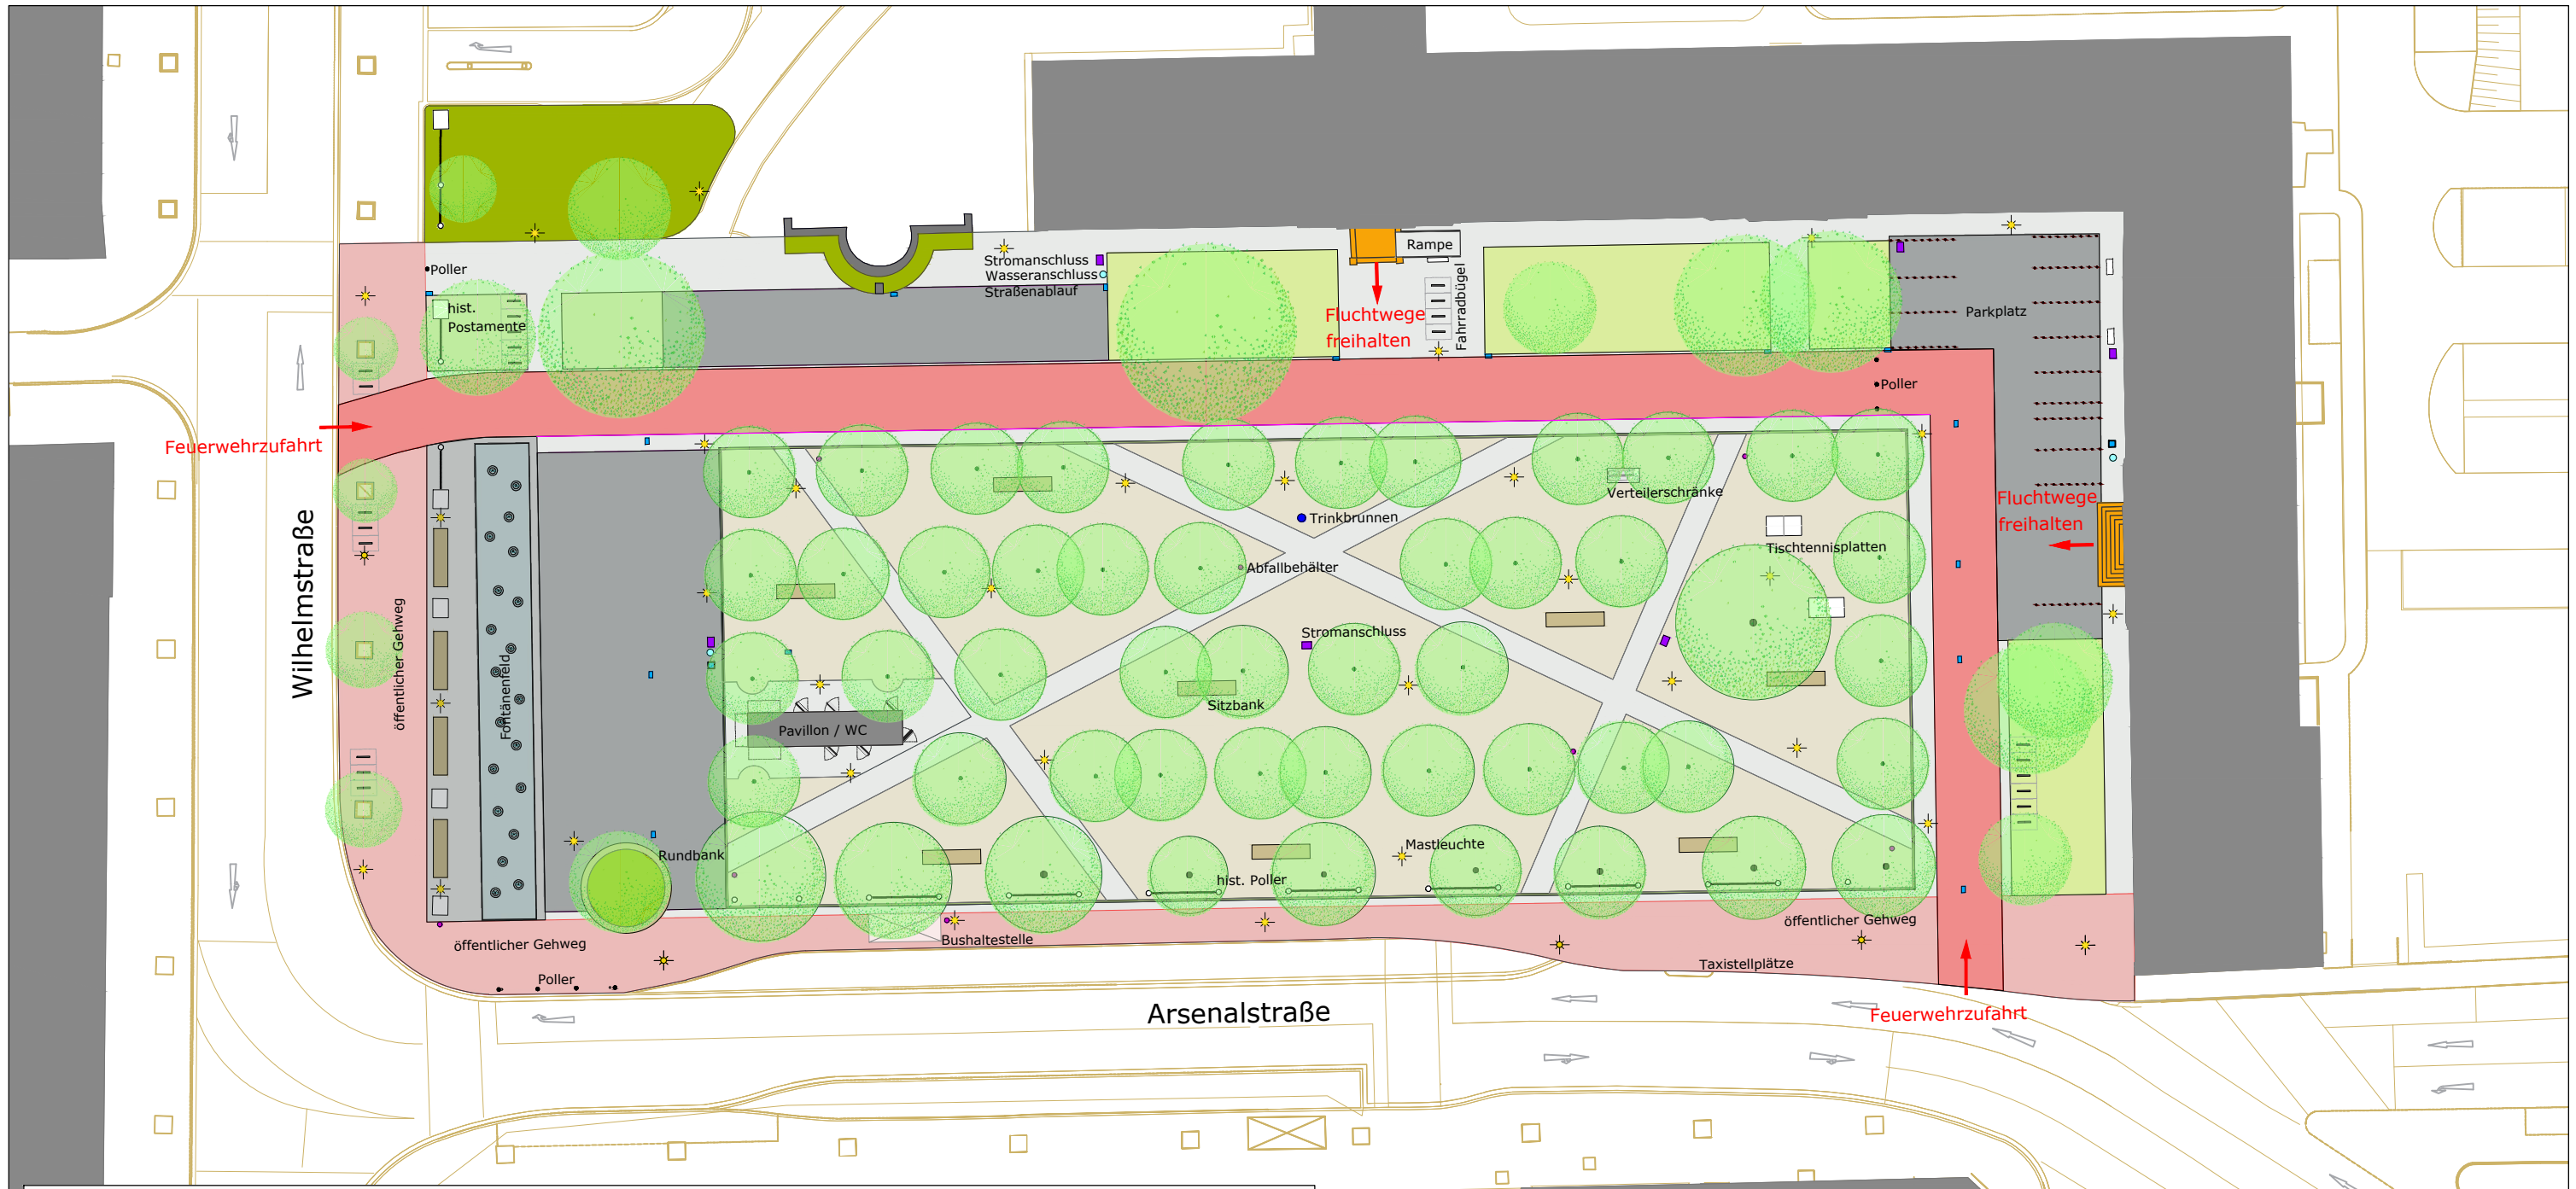 Poller
hist.
Postamente
Stromanschluss
Wasseranschluss
Straßenablauf
Rampe
Fahrradbügel
Fluchtwege
freihalten
Parkplatz
Poller
Feuerwehrzufahrt
Wilhelmstraße
öffentlicher Gehweg
Fontänenfeld
Verteilerschränke
Trinkbrunnen
Tischtennisplatten
Fluchtwege
freihalten
Abfallbehälter
Stromanschluss
Sitzbank
Pavillon / WC
Rundbank
Mastleuchte
hist. Poller
öffentlicher Gehweg
Bushaltestelle
öffentlicher Gehweg
Taxistellplätze
Poller
Arsenalstraße
Feuerwehrzufahrt